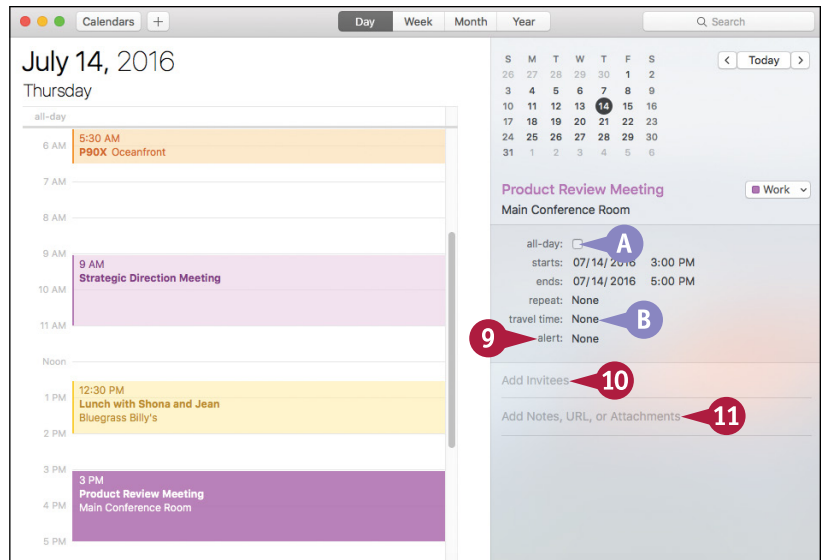 Calendars +
Day Week Month Year
Search
July 14, 2016
Thursday
all-day
6 AM
5:30 AM
P90X Oceanfront
7 AM
8 AM
9 AM
9 AM
Strategic Direction Meeting
10 AM
11 AM
Noon
12:30 PM
1 PM
Lunch with Shona and Jean
Bluegrass Billy's
2 PM
3 PM
3 PM
Product Review Meeting
4 PM
Main Conference Room
5 PM
S M T W T F S
< Today >
26 27 28 29 30 1 2
3 4 5 6 7 8 9
10 11 12 13 14 15 16
17 18 19 20 21 22 23
24 25 26 27 28 29 30
31 1 2 3 4 5 6
Product Review Meeting
Work
Main Conference Room
all-day: A
starts: 07/14/2016 3:00 PM
ends: 07/14/2016 5:00 PM
repeat: None
travel time: None B
9 alert: None
Add Invitees 10
Add Notes, URL, or Attachments 11